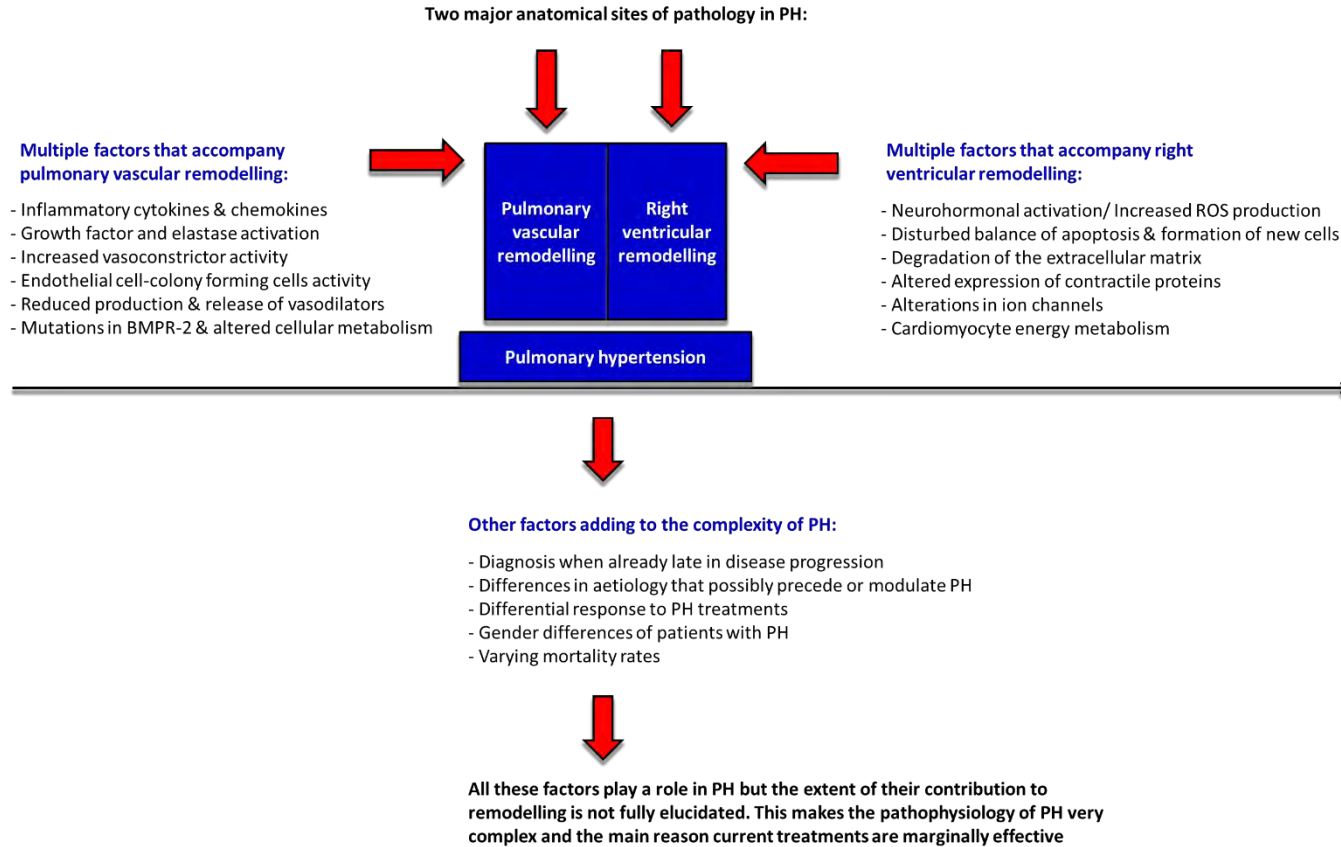 Two major anatomical sites of pathology in PH:
Multiple factors that accompany
pulmonary vascular remodelling:
- Inflammatory cytokines & chemokines
- Growth factor and elastase activation
- Increased vasoconstrictor activity
- Endothelial cell-colony forming cells activity
- Reduced production & release of vasodilators
- Mutations in BMPR-2 & altered cellular metabolism
Pulmonary
vascular
remodelling
Right
ventricular
remodelling
Pulmonary hypertension
Multiple factors that accompany right
ventricular remodelling:
- Neurohormonal activation/ Increased ROS production
- Disturbed balance of apoptosis & formation of new cells
- Degradation of the extracellular matrix
- Altered expression of contractile proteins
- Alterations in ion channels
- Cardiomyocyte energy metabolism
Other factors adding to the complexity of PH:
- Diagnosis when already late in disease progression
- Differences in aetiology that possibly precede or modulate PH
- Differential response to PH treatments
- Gender differences of patients with PH
- Varying mortality rates
All these factors play a role in PH but the extent of their contribution to
remodelling is not fully elucidated. This makes the pathophysiology of PH very
complex and the main reason current treatments are marginally effective